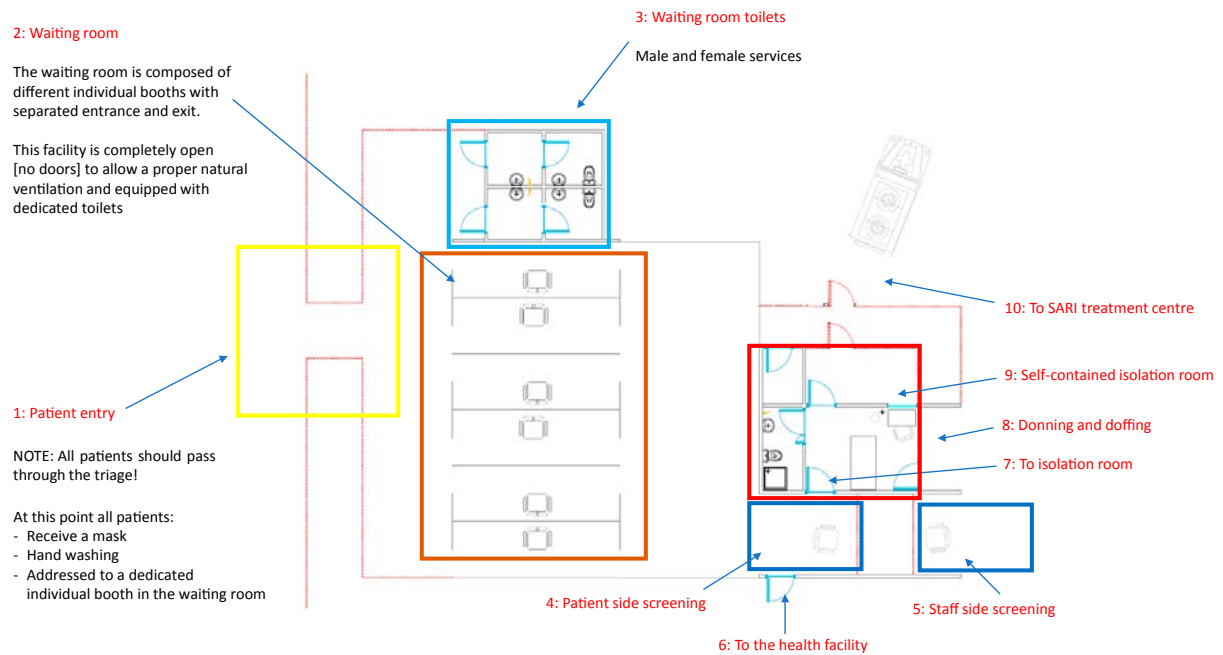 2: Waiting room
The waiting room is composed of
different individual booths with
separated entrance and exit.
This facility is completely open
[no doors] to allow a proper natural
ventilation and equipped with
dedicated toilets
3: Waiting room toilets
Male and female services
1: Patient entry
NOTE: All patients should pass
through the triage!
At this point all patients:
- Receive a mask
- Hand washing
- Addressed to a dedicated
individual booth in the waiting room
10: To SARI treatment centre
9: Self-contained isolation room
8: Donning and doffing
7: To isolation room
4: Patient side screening
5: Staff side screening
6: To the health facility